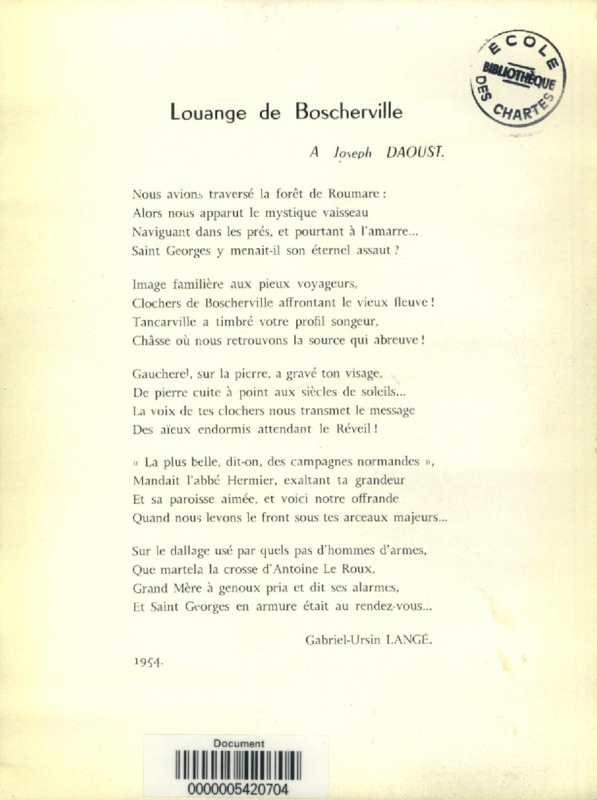 ÉCOLE
BIBLIOTHÈQUE
DES CHARTES
Louange de Boscherville
A Joseph DAOUST.
Nous avions traversé la forêt de Roumare :
Alors nous apparut le mystique vaisseau
Naviguant dans les prés, et pourtant à l'amarre...
Saint Georges y menait-il son éternel assaut ?
Image familière aux pieux voyageurs,
Clochers de Boscherville affrontant le vieux fleuve !
Tancarville a timbré votre profil songeur,
Châsse où nous retrouvons la source qui abreuve !
Gaucherel, sur la pierre, a gravé ton visage,
De pierre cuite à point aux siècles de soleils...
La voix de tes clochers nous transmet le message
Des aïeux endormis attendant le Réveil !
« La plus belle, dit-on, des campagnes normandes »,
Mandait l'abbé Hermier, exaltant ta grandeur
Et sa paroisse aimée, et voici notre offrande
Quand nous levons le front sous tes arceaux majeurs...
Sur le dallage usé par quels pas d'hommes d'armes,
Que martela la crosse d'Antoine Le Roux,
Grand Mère à genoux pria et dit ses alarmes,
Et Saint Georges en armure était au rendez-vous...
Gabriel-Ursin LANGÉ.
1954.
Document
0000005420704